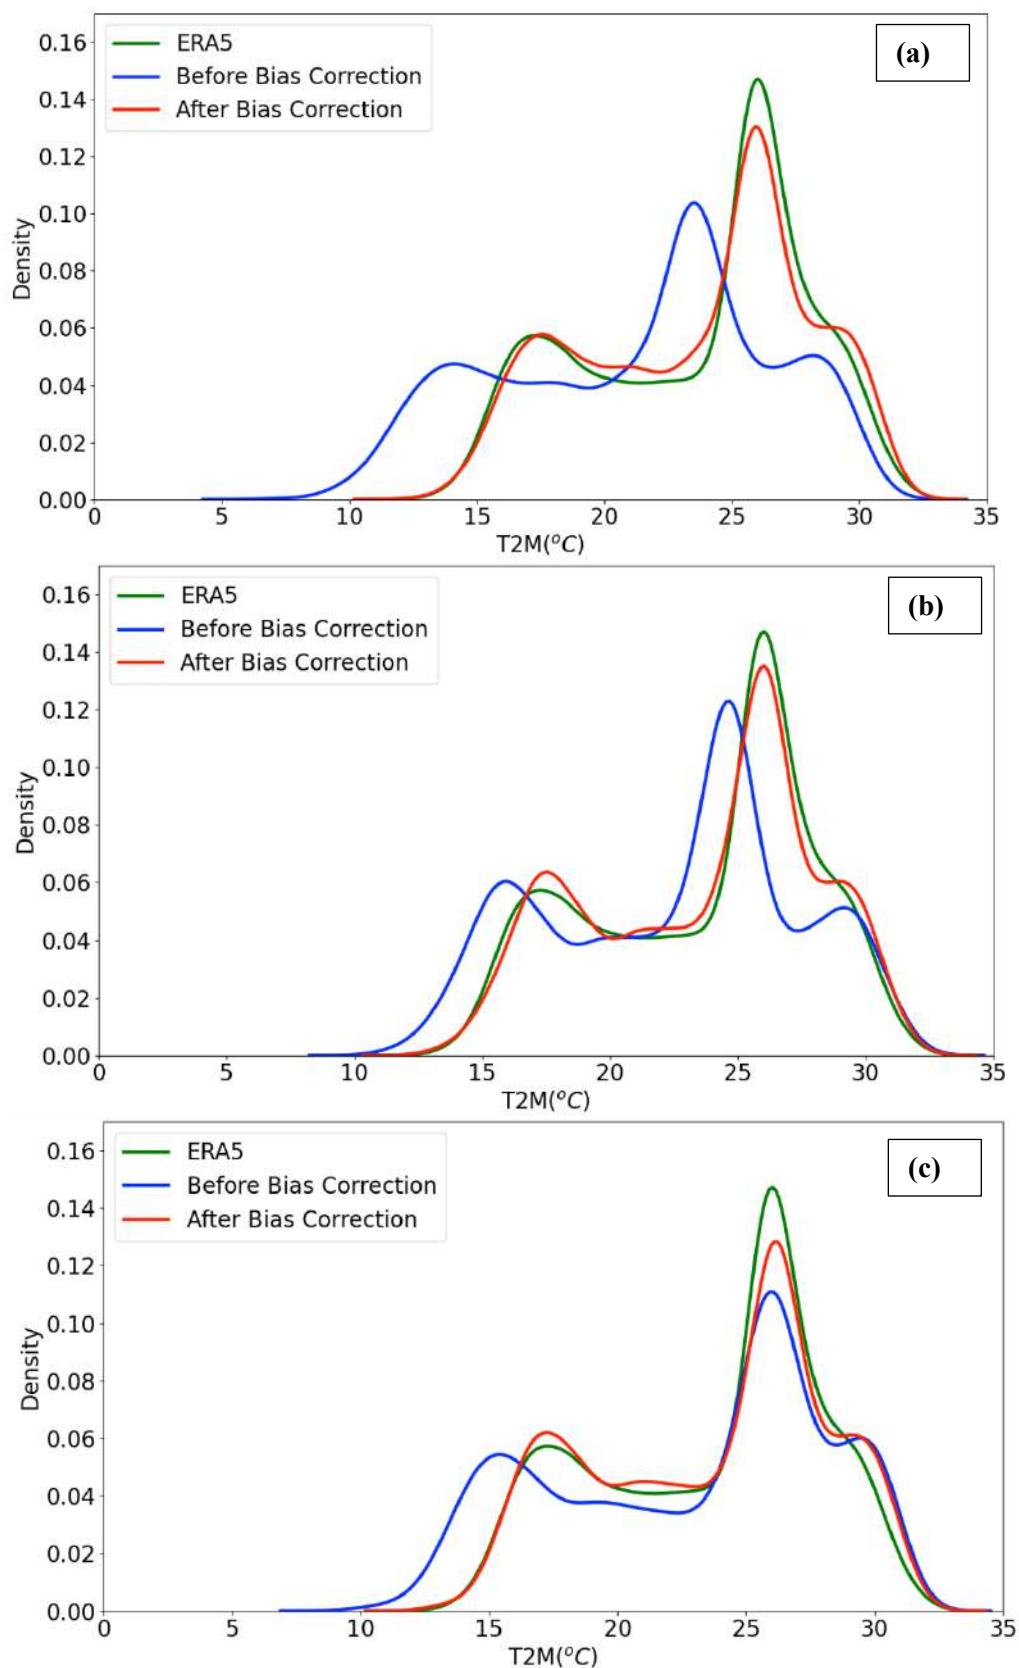 0.16
ERA5
(a)
Before Bias Correction
0.14
After Bias Correction
0.12
0.10
Density
0.08
0.06
0.04
0.02
0.00
0 5 10 15 20 25 30 35
T2M(°C)
0.16
ERA5
(b)
Before Bias Correction
0.14
After Bias Correction
0.12
0.10
Density
0.08
0.06
0.04
0.02
0.00
0 5 10 15 20 25 30 35
T2M(°C)
0.16
ERA5
(c)
Before Bias Correction
0.14
After Bias Correction
0.12
0.10
Density
0.08
0.06
0.04
0.02
0.00
0 5 10 15 20 25 30 35
T2M(°C)